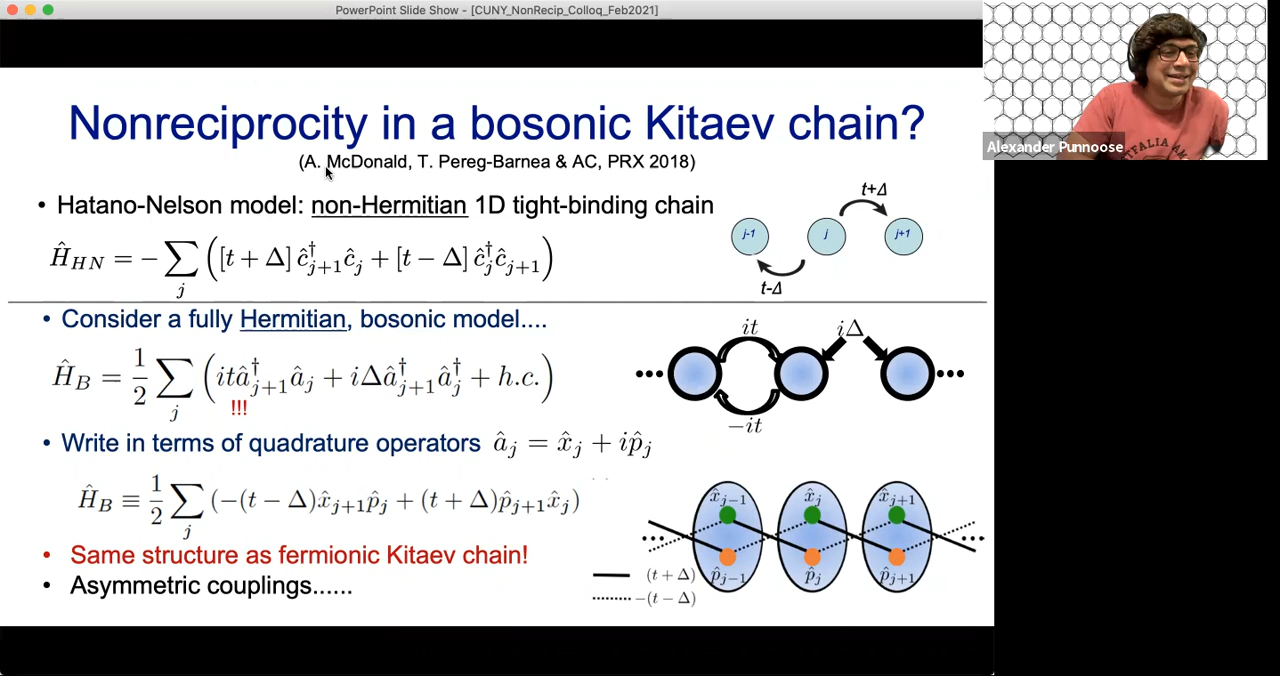 PowerPoint Slide Show - [CUNY_NonRecip_Colloq_Feb2021]
Alexander Punnoose
Nonreciprocity in a bosonic Kitaev chain?
(A. McDonald, T. Pereg-Barnea & AC, PRX 2018)
• Hatano-Nelson model: non-Hermitian 1D tight-binding chain
Ĥ_HN = −∑_j ([t + Δ] ĉ†_{j+1} ĉ_j + [t − Δ] ĉ†_j ĉ_{j+1})
t+Δ
j-1 j j+1
t-Δ
• Consider a fully Hermitian, bosonic model....
Ĥ_B = 1/2 ∑_j (it â†_{j+1} â_j + iΔ â†_{j+1} â†_j + h.c.)
!!!
it iΔ
••• •••
−it
• Write in terms of quadrature operators â_j = x̂_j + i p̂_j
Ĥ_B ≡ 1/2 ∑_j (−(t − Δ) x̂_{j+1} p̂_j + (t + Δ) p̂_{j+1} x̂_j)
x̂_{j−1} x̂_j x̂_{j+1}
••• •••
p̂_{j−1} p̂_j p̂_{j+1}
(t + Δ)
−(t − Δ)
• Same structure as fermionic Kitaev chain!
• Asymmetric couplings......